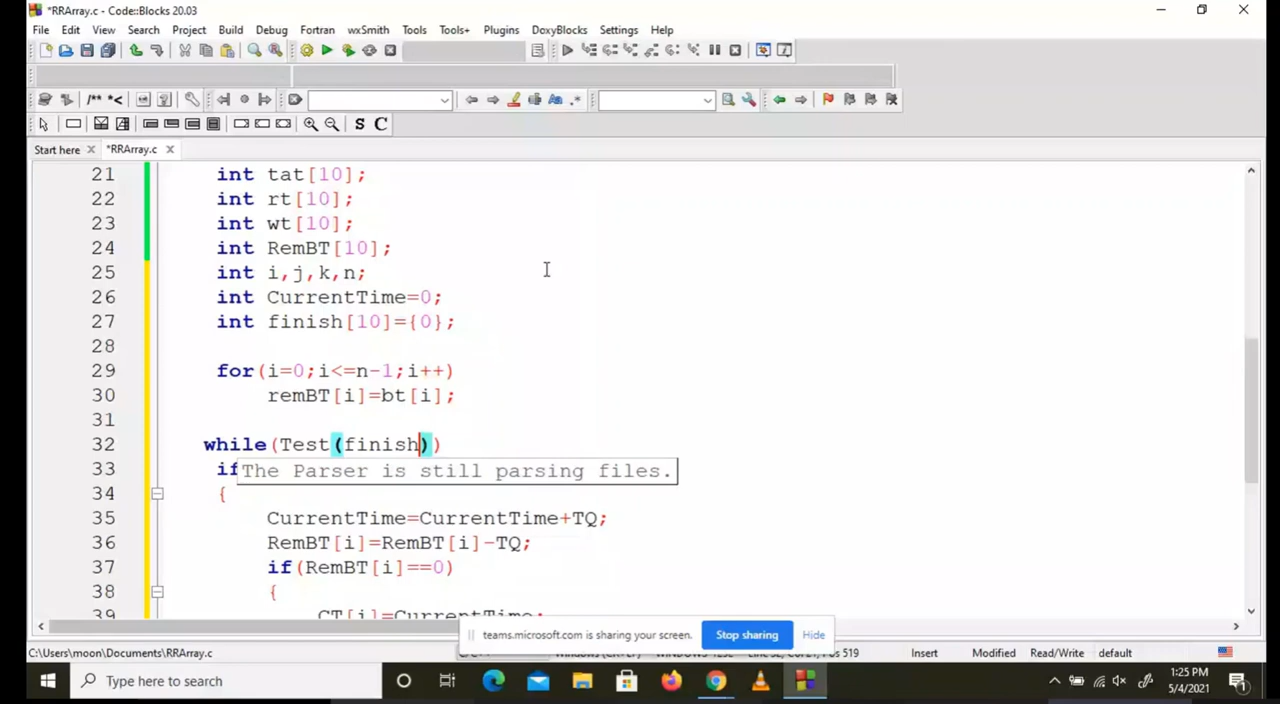 *RRArray.c - Code::Blocks 20.03
File Edit View Search Project Build Debug Fortran wxSmith Tools Tools+ Plugins DoxyBlocks Settings Help
/** *<
S C
Start here *RRArray.c
21 int tat[10];
22 int rt[10];
23 int wt[10];
24 int RemBT[10];
25 int i,j,k,n;
26 int CurrentTime=0;
27 int finish[10]={0};
28
29 for(i=0;i<=n-1;i++)
30 remBT[i]=bt[i];
31
32 while(Test(finish))
33 if
The Parser is still parsing files.
34 {
35 CurrentTime=CurrentTime+TQ;
36 RemBT[i]=RemBT[i]-TQ;
37 if(RemBT[i]==0)
38 {
39 CT[i]=CurrentTime;
teams.microsoft.com is sharing your screen. Stop sharing Hide
C:\Users\moon\Documents\RRArray.c Insert Modified Read/Write default
Type here to search
1:25 PM
5/4/2021